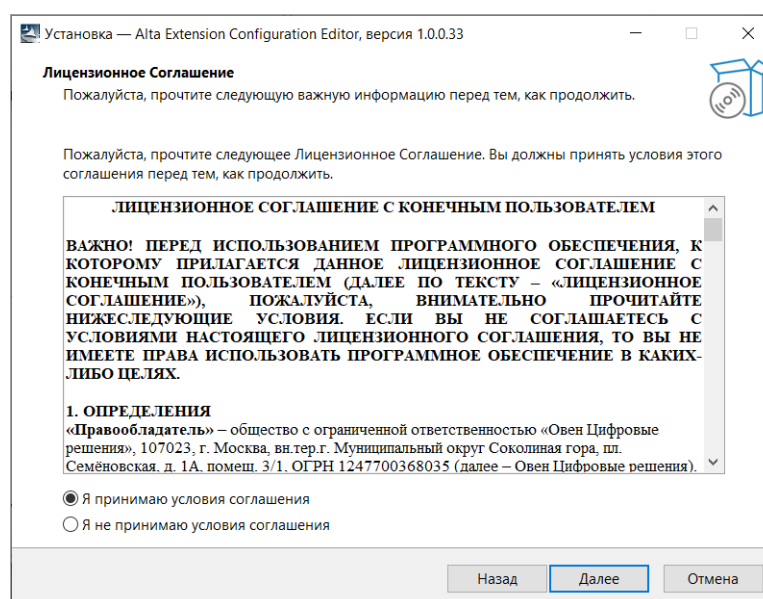 Установка — Alta Extension Configuration Editor, версия 1.0.0.33
Лицензионное Соглашение
Пожалуйста, прочтите следующую важную информацию перед тем, как продолжить.
Пожалуйста, прочтите следующее Лицензионное Соглашение. Вы должны принять условия этого
соглашения перед тем, как продолжить.
ЛИЦЕНЗИОННОЕ СОГЛАШЕНИЕ С КОНЕЧНЫМ ПОЛЬЗОВАТЕЛЕМ
ВАЖНО! ПЕРЕД ИСПОЛЬЗОВАНИЕМ ПРОГРАММНОГО ОБЕСПЕЧЕНИЯ, К
КОТОРОМУ ПРИЛАГАЕТСЯ ДАННОЕ ЛИЦЕНЗИОННОЕ СОГЛАШЕНИЕ С
КОНЕЧНЫМ ПОЛЬЗОВАТЕЛЕМ (ДАЛЕЕ ПО ТЕКСТУ – «ЛИЦЕНЗИОННОЕ
СОГЛАШЕНИЕ»), ПОЖАЛУЙСТА, ВНИМАТЕЛЬНО ПРОЧИТАЙТЕ
НИЖЕСЛЕДУЮЩИЕ УСЛОВИЯ. ЕСЛИ ВЫ НЕ СОГЛАШАЕТЕСЬ С
УСЛОВИЯМИ НАСТОЯЩЕГО ЛИЦЕНЗИОННОГО СОГЛАШЕНИЯ, ТО ВЫ НЕ
ИМЕЕТЕ ПРАВА ИСПОЛЬЗОВАТЬ ПРОГРАММНОЕ ОБЕСПЕЧЕНИЕ В КАКИХ-
ЛИБО ЦЕЛЯХ.
1. ОПРЕДЕЛЕНИЯ
«Правообладатель» – общество с ограниченной ответственностью «Овен Цифровые
решения», 107023, г. Москва, вн.тер.г. Муниципальный округ Соколиная гора, пл.
Семёновская, д. 1А, помещ. 3/1, ОГРН 1247700368035 (далее – Овен Цифровые решения).
Я принимаю условия соглашения
Я не принимаю условия соглашения
Назад Далее Отмена